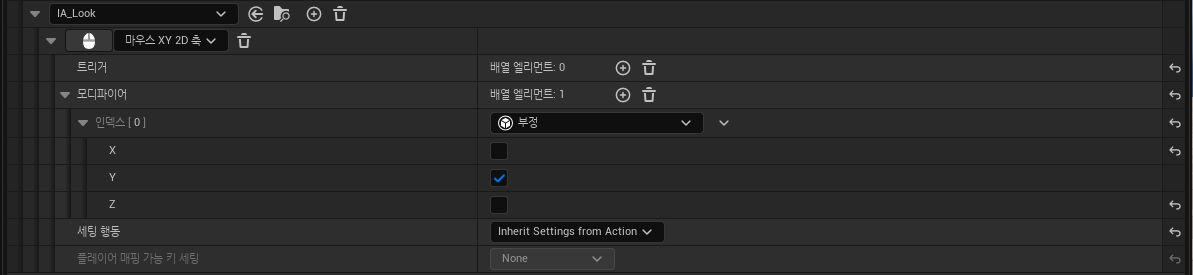 IA_Look
마우스 XY 2D 축
트리거 배열 엘리먼트: 0
모디파이어 배열 엘리먼트: 1
인덱스 [ 0 ] 부정
X
Y
Z
세팅 행동 Inherit Settings from Action
플레이어 매핑 가능 키 세팅 None